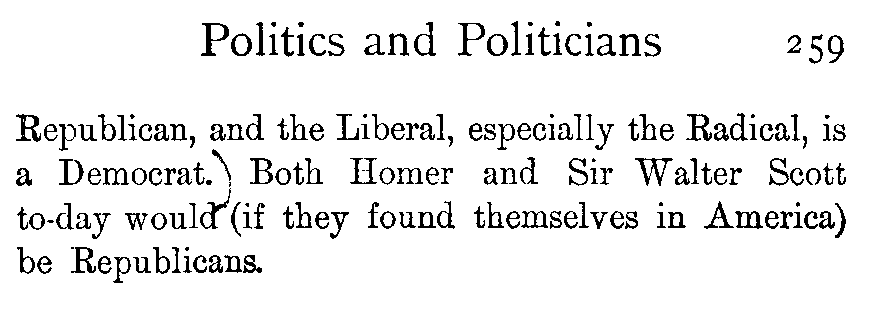 Politics and Politicians 259
Republican, and the Liberal, especially the Radical, is
a Democrat. Both Homer and Sir Walter Scott
to-day would (if they found themselves in America)
be Republicans.